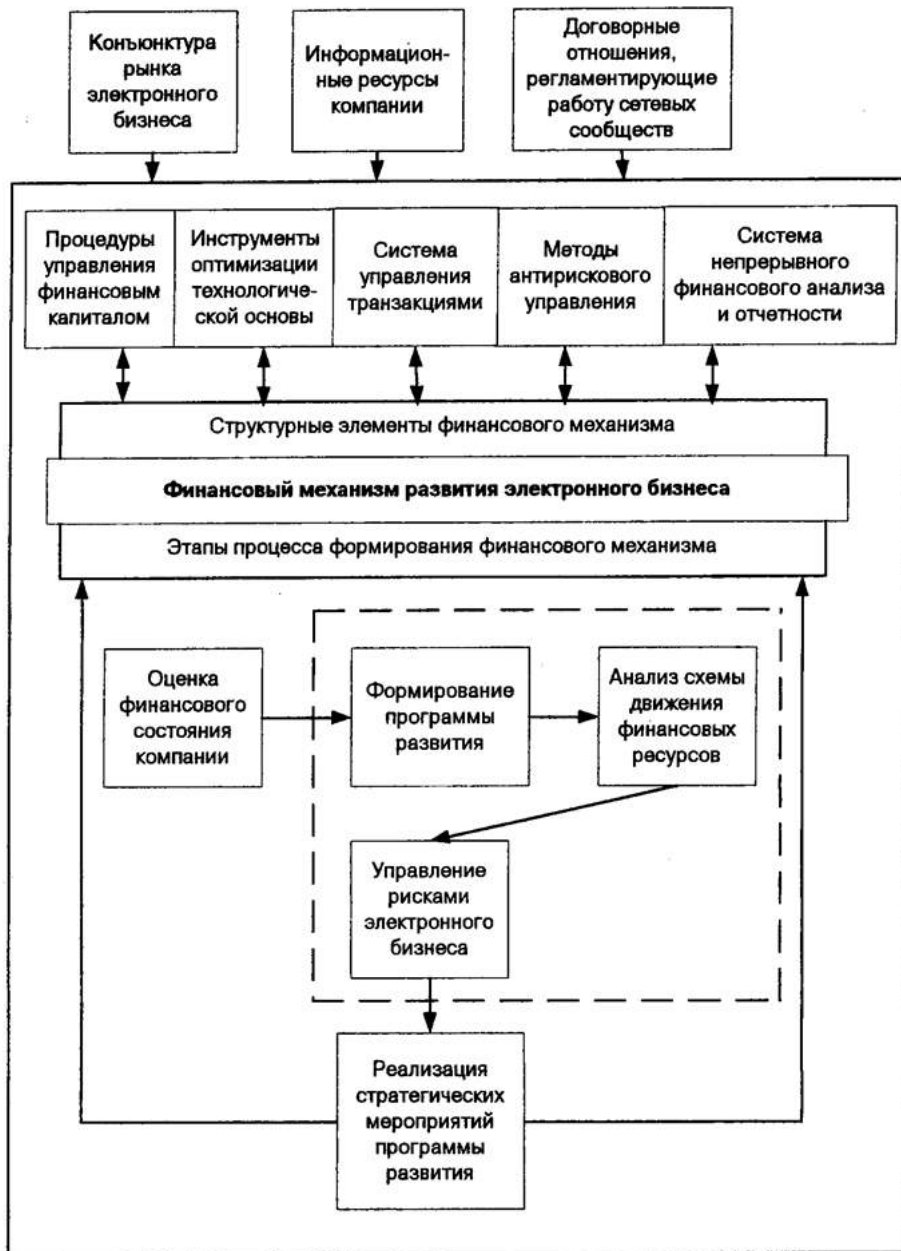 Конъюнктура
рынка
электронного
бизнеса
Информацион-
ные ресурсы
компании
Договорные
отношения,
регламентирующие
работу сетевых
сообществ
Процедуры
управления
финансовым
капиталом
Инструменты
оптимизации
технологиче-
ской основы
Система
управления
транзакциями
Методы
антирискового
управления
Система
непрерывного
финансового анализа
и отчетности
Структурные элементы финансового механизма
Финансовый механизм развития электронного бизнеса
Этапы процесса формирования финансового механизма
Оценка
финансового
состояния
компании
Формирование
программы
развития
Анализ схемы
движения
финансовых
ресурсов
Управление
рисками
электронного
бизнеса
Реализация
стратегических
мероприятий
программы
развития